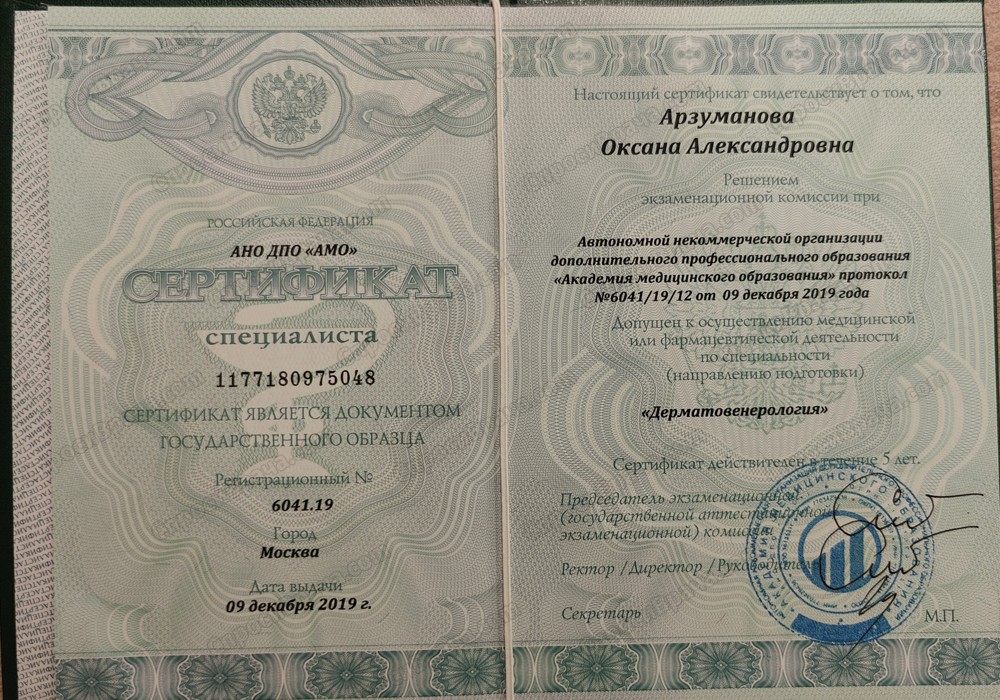 РОССИЙСКАЯ ФЕДЕРАЦИЯ
АНО ДПО «АМО»
СЕРТИФИКАТ
специалиста
1177180975048
СЕРТИФИКАТ ЯВЛЯЕТСЯ ДОКУМЕНТОМ
ГОСУДАРСТВЕННОГО ОБРАЗЦА
Регистрационный №
6041.19
Город
Москва
Дата выдачи
09 декабря 2019 г.
Настоящий сертификат свидетельствует о том, что
Арзуманова
Оксана Александровна
Решением
экзаменационной комиссии при
Автономной некоммерческой организации
дополнительного профессионального образования
«Академия медицинского образования» протокол
№6041/19/12 от 09 декабря 2019 года
Допущен к осуществлению медицинской
или фармацевтической деятельности
по специальности
(направлению подготовки)
«Дерматовенерология»
Сертификат действителен в течение 5 лет.
Председатель экзаменационной
(государственной аттестационной
экзаменационной) комиссии
Ректор / Директор / Руководитель
Секретарь
М.П.